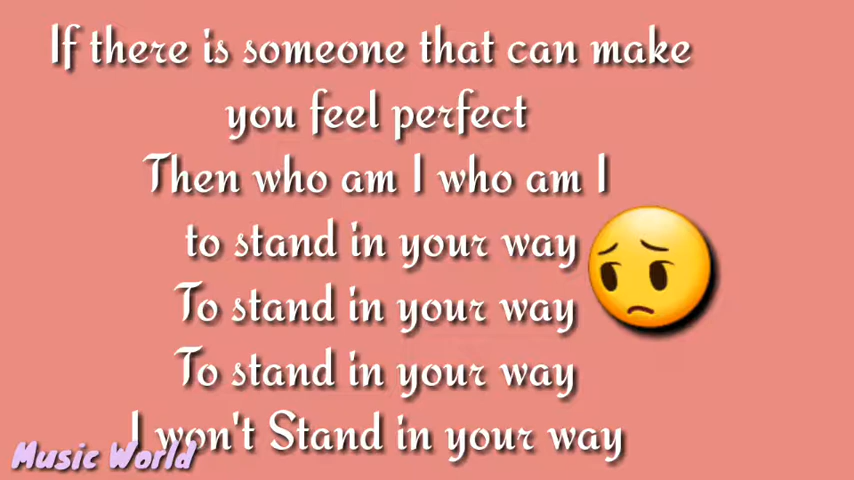 If there is someone that can make
you feel perfect
Then who am I who am I
to stand in your way
To stand in your way
To stand in your way
I won't Stand in your way
Music World